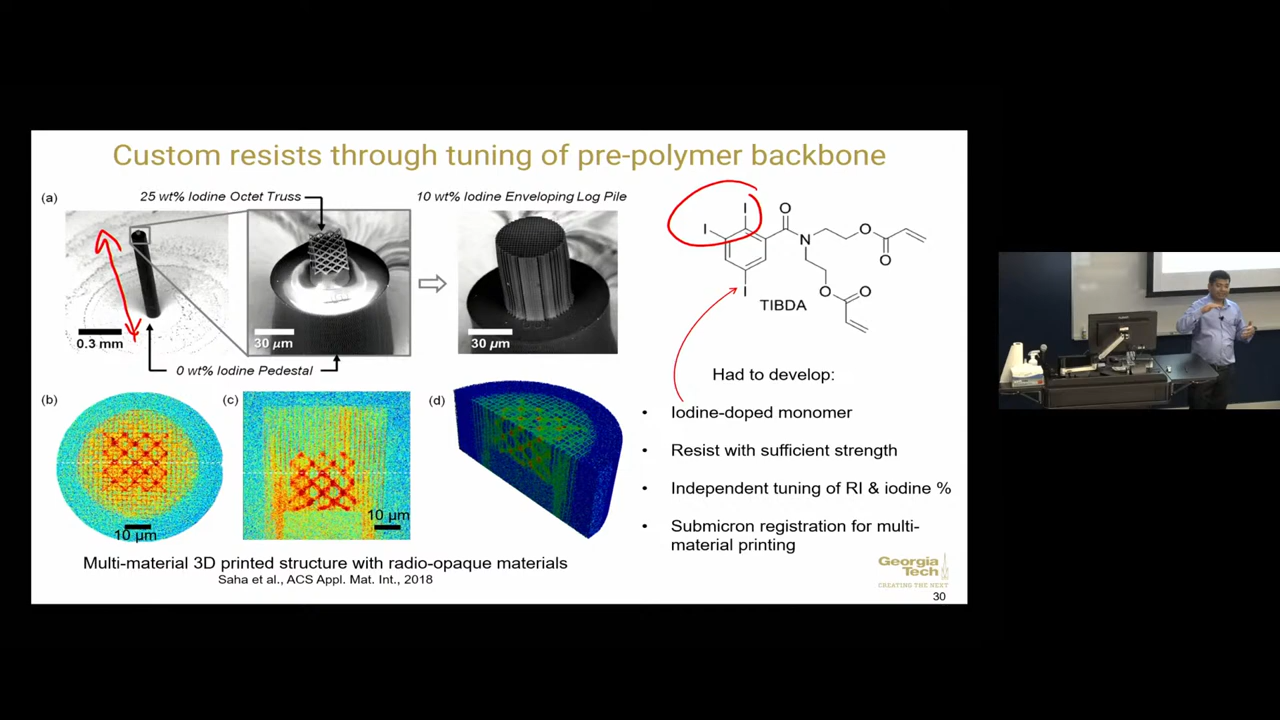 Custom resists through tuning of pre-polymer backbone
(a)
25 wt% Iodine Octet Truss
10 wt% Iodine Enveloping Log Pile
0.3 mm
30 µm
30 µm
0 wt% Iodine Pedestal
(b)
(c)
(d)
10 µm
10 µm
Multi-material 3D printed structure with radio-opaque materials
Saha et al., ACS Appl. Mat. Int., 2018
I
I
I
O
N
O
O
O
O
TIBDA
Had to develop:
• Iodine-doped monomer
• Resist with sufficient strength
• Independent tuning of RI & iodine %
• Submicron registration for multi-
material printing
Georgia
Tech
CREATING THE NEXT
30